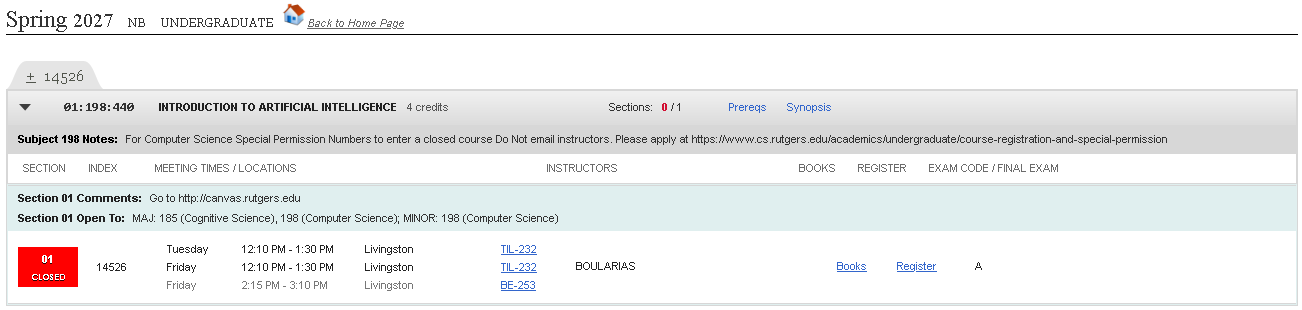 Spring 2027 NB UNDERGRADUATE Back to Home Page
+ 14526
01:198:440 INTRODUCTION TO ARTIFICIAL INTELLIGENCE 4 credits Sections: 0 / 1 Prereqs Synopsis
Subject 198 Notes: For Computer Science Special Permission Numbers to enter a closed course Do Not email instructors. Please apply at https://www.cs.rutgers.edu/academics/undergraduate/course-registration-and-special-permission
SECTION INDEX MEETING TIMES / LOCATIONS INSTRUCTORS BOOKS REGISTER EXAM CODE / FINAL EXAM
Section 01 Comments: Go to http://canvas.rutgers.edu
Section 01 Open To: MAJ: 185 (Cognitive Science), 198 (Computer Science); MINOR: 198 (Computer Science)
Tuesday 12:10 PM - 1:30 PM Livingston TIL-232
01 CLOSED 14526 Friday 12:10 PM - 1:30 PM Livingston TIL-232 BOULARIAS Books Register A
Friday 2:15 PM - 3:10 PM Livingston BE-253